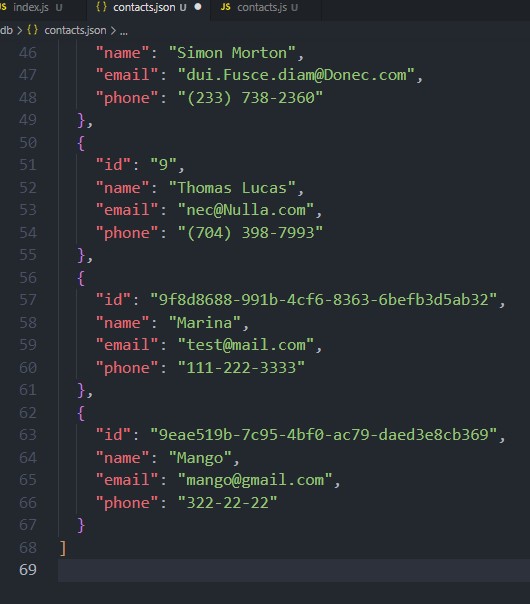 JS index.js U
{ } contacts.json U
JS contacts.js U
db > { } contacts.json > ...
46 "name": "Simon Morton",
47 "email": "dui.Fusce.diam@Donec.com",
48 "phone": "(233) 738-2360"
49 },
50 {
51 "id": "9",
52 "name": "Thomas Lucas",
53 "email": "nec@Nulla.com",
54 "phone": "(704) 398-7993"
55 },
56 {
57 "id": "9f8d8688-991b-4cf6-8363-6befb3d5ab32",
58 "name": "Marina",
59 "email": "test@mail.com",
60 "phone": "111-222-3333"
61 },
62 {
63 "id": "9eae519b-7c95-4bf0-ac79-daed3e8cb369",
64 "name": "Mango",
65 "email": "mango@gmail.com",
66 "phone": "322-22-22"
67 }
68 ]
69